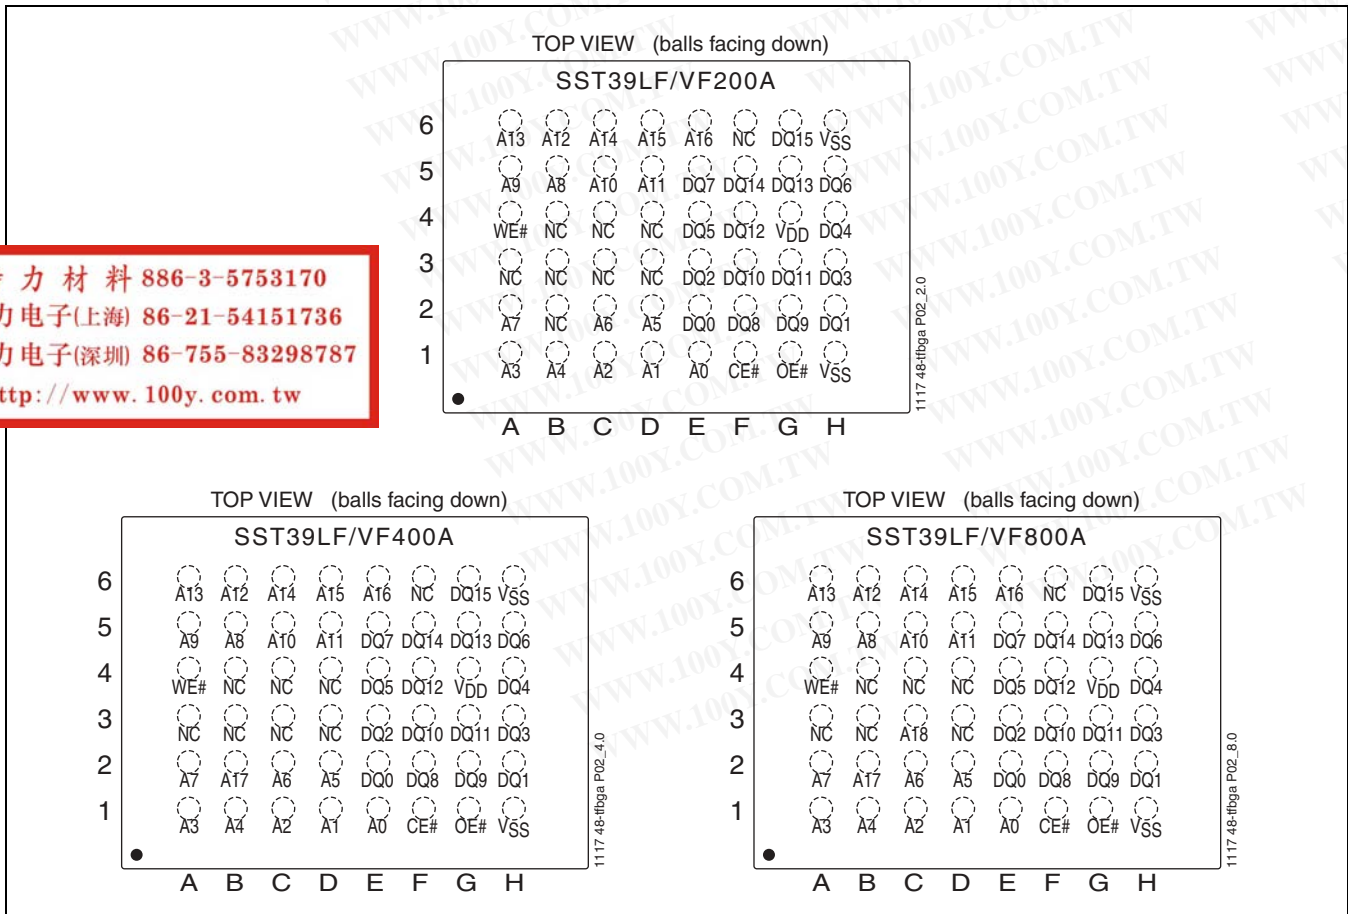 TOP VIEW (balls facing down)
SST39LF/VF200A
6 A13 A12 A14 A15 A16 NC DQ15 VSS
5 A9 A8 A10 A11 DQ7 DQ14 DQ13 DQ6
4 WE# NC NC NC DQ5 DQ12 VDD DQ4
3 NC NC NC NC DQ2 DQ10 DQ11 DQ3
2 A7 NC A6 A5 DQ0 DQ8 DQ9 DQ1
1 A3 A4 A2 A1 A0 CE# OE# VSS
A B C D E F G H
1117 48-tfbga P02_2.0
力 材 料 886-3-5753170
力电子(上海) 86-21-54151736
力电子(深圳) 86-755-83298787
ttp://www.100y.com.tw
TOP VIEW (balls facing down)
SST39LF/VF400A
6 A13 A12 A14 A15 A16 NC DQ15 VSS
5 A9 A8 A10 A11 DQ7 DQ14 DQ13 DQ6
4 WE# NC NC NC DQ5 DQ12 VDD DQ4
3 NC NC NC NC DQ2 DQ10 DQ11 DQ3
2 A7 A17 A6 A5 DQ0 DQ8 DQ9 DQ1
1 A3 A4 A2 A1 A0 CE# OE# VSS
A B C D E F G H
1117 48-tfbga P02_4.0
TOP VIEW (balls facing down)
SST39LF/VF800A
6 A13 A12 A14 A15 A16 NC DQ15 VSS
5 A9 A8 A10 A11 DQ7 DQ14 DQ13 DQ6
4 WE# NC NC NC DQ5 DQ12 VDD DQ4
3 NC NC A18 NC DQ2 DQ10 DQ11 DQ3
2 A7 A17 A6 A5 DQ0 DQ8 DQ9 DQ1
1 A3 A4 A2 A1 A0 CE# OE# VSS
A B C D E F G H
1117 48-tfbga P02_8.0
WWW.100Y.COM.TW